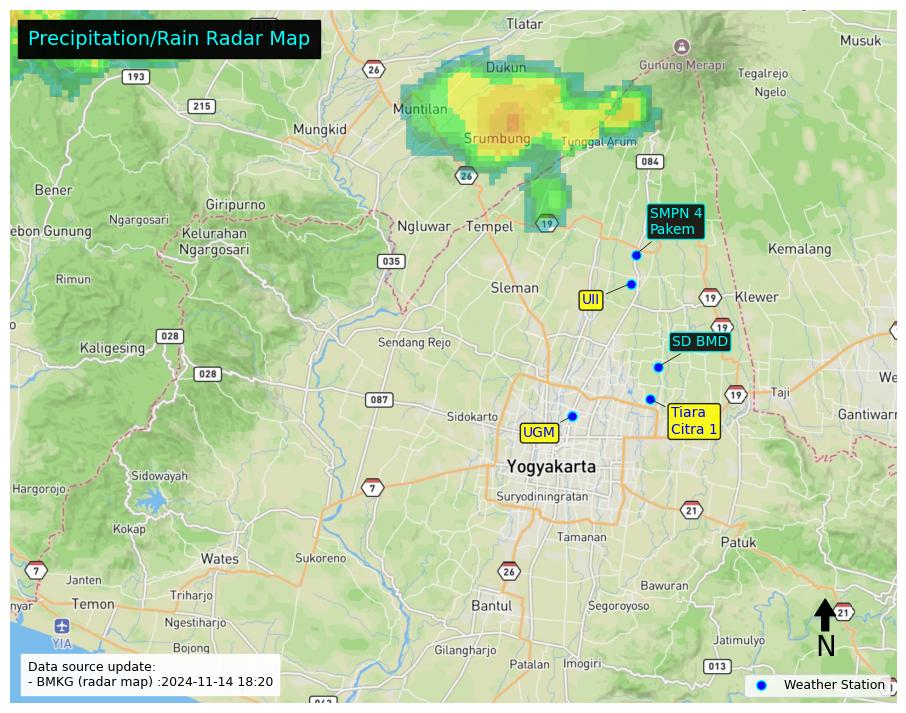 Precipitation/Rain Radar Map
Tlatar
Musuk
26
Dukun
Gunung Merapi
Tegalrejo
193
Ngelo
215
Muntilan
Mungkid
Srumbung
Tunggal Arum
084
26
Bener
Giripurno
Ngargosari
SMPN 4
Pakem
ebon Gunung
Kelurahan
Ngargosari
Ngluwar
Tempel
19
Kemalang
035
Rimun
Sleman
UII
19
Klewer
19
028
Kaligesing
Sendang Rejo
SD BMD
028
We
087
19
Taji
Sidokarto
Tiara
Citra 1
Gantiwarn
UGM
Yogyakarta
Sidowayah
Hargorojo
7
Suryodiningratan
21
Kokap
Tamanan
Patuk
Wates
Sukoreno
7
26
Janten
Bawuran
Triharjo
nyar
Temon
Bantul
Segoroyoso
21
Ngestiharjo
YIA
Jatimulyo
N
Bojong
Gilangharjo
Patalan
Imogiri
013
Data source update:
- BMKG (radar map) :2024-11-14 18:20
Weather Station